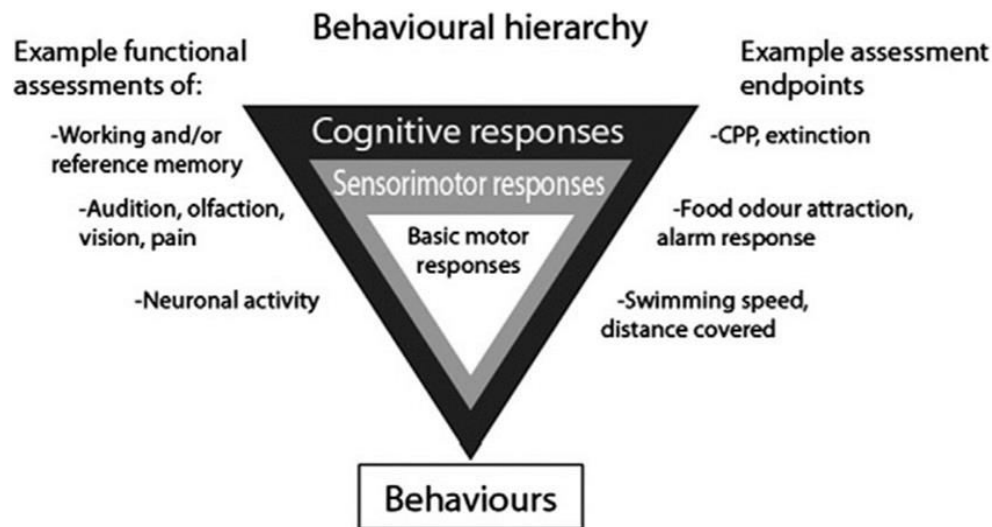 Behavioural hierarchy
Example functional
assessments of:
-Working and/or
reference memory
-Audition, olfaction,
vision, pain
-Neuronal activity
Cognitive responses
Sensorimotor responses
Basic motor
responses
Example assessment
endpoints
-CPP, extinction
-Food odour attraction,
alarm response
-Swimming speed,
distance covered
Behaviours